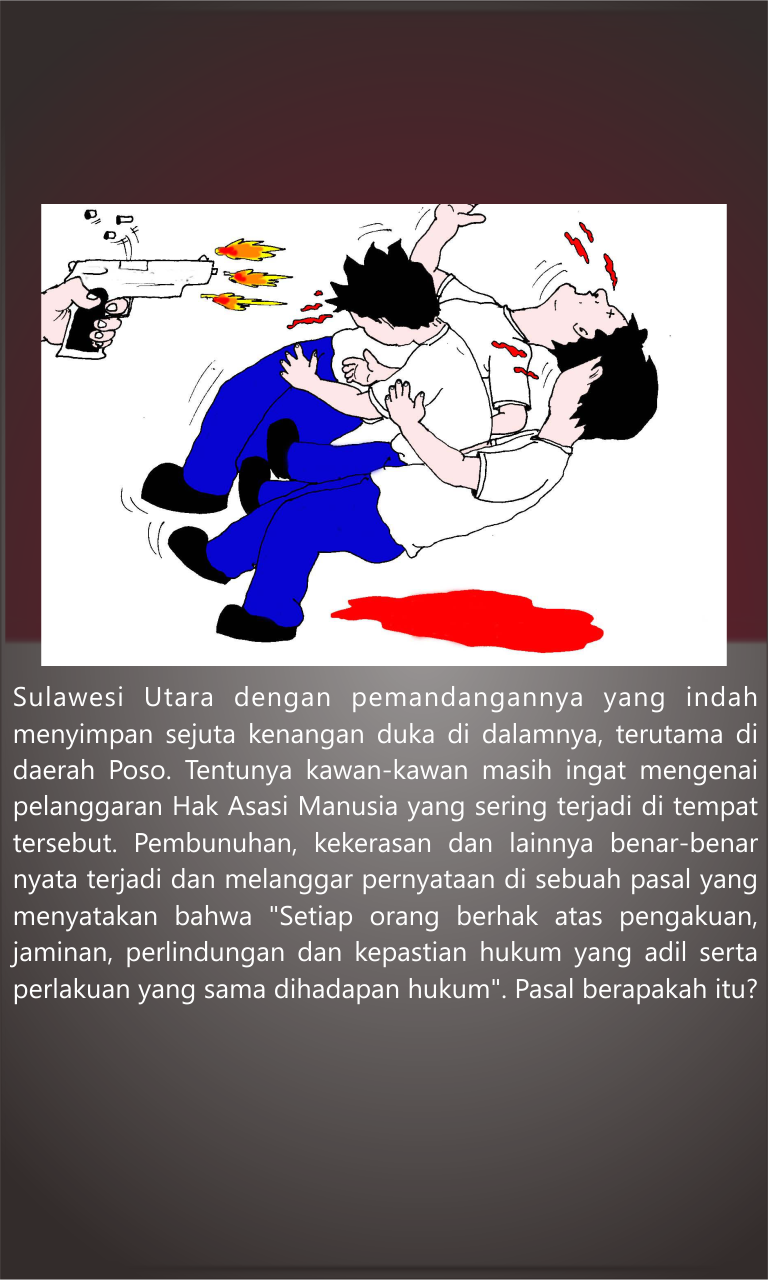 Sulawesi Utara dengan pemandangannya yang indah
menyimpan sejuta kenangan duka di dalamnya, terutama di
daerah Poso. Tentunya kawan-kawan masih ingat mengenai
pelanggaran Hak Asasi Manusia yang sering terjadi di tempat
tersebut. Pembunuhan, kekerasan dan lainnya benar-benar
nyata terjadi dan melanggar pernyataan di sebuah pasal yang
menyatakan bahwa "Setiap orang berhak atas pengakuan,
jaminan, perlindungan dan kepastian hukum yang adil serta
perlakuan yang sama dihadapan hukum". Pasal berapakah itu?